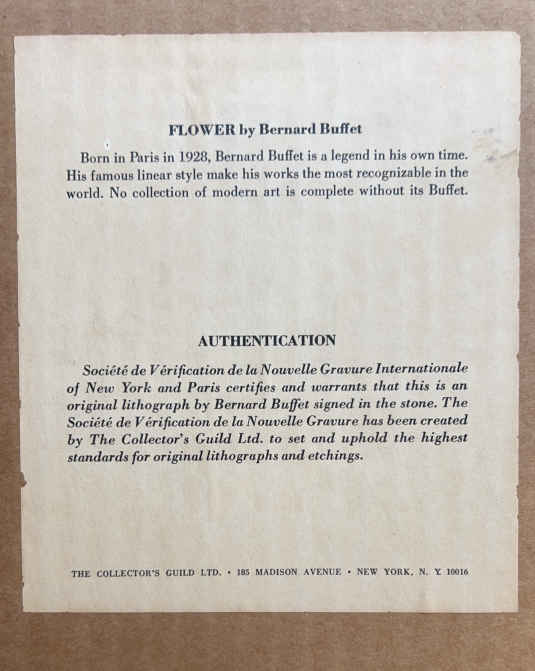 FLOWER by Bernard Buffet
Born in Paris in 1928, Bernard Buffet is a legend in his own time.
His famous linear style make his works the most recognizable in the
world. No collection of modern art is complete without its Buffet.
AUTHENTICATION
Société de Vérification de la Nouvelle Gravure Internationale
of New York and Paris certifies and warrants that this is an
original lithograph by Bernard Buffet signed in the stone. The
Société de Vérification de la Nouvelle Gravure has been created
by The Collector's Guild Ltd. to set and uphold the highest
standards for original lithographs and etchings.
THE COLLECTOR'S GUILD LTD. • 185 MADISON AVENUE • NEW YORK, N. Y. 10016